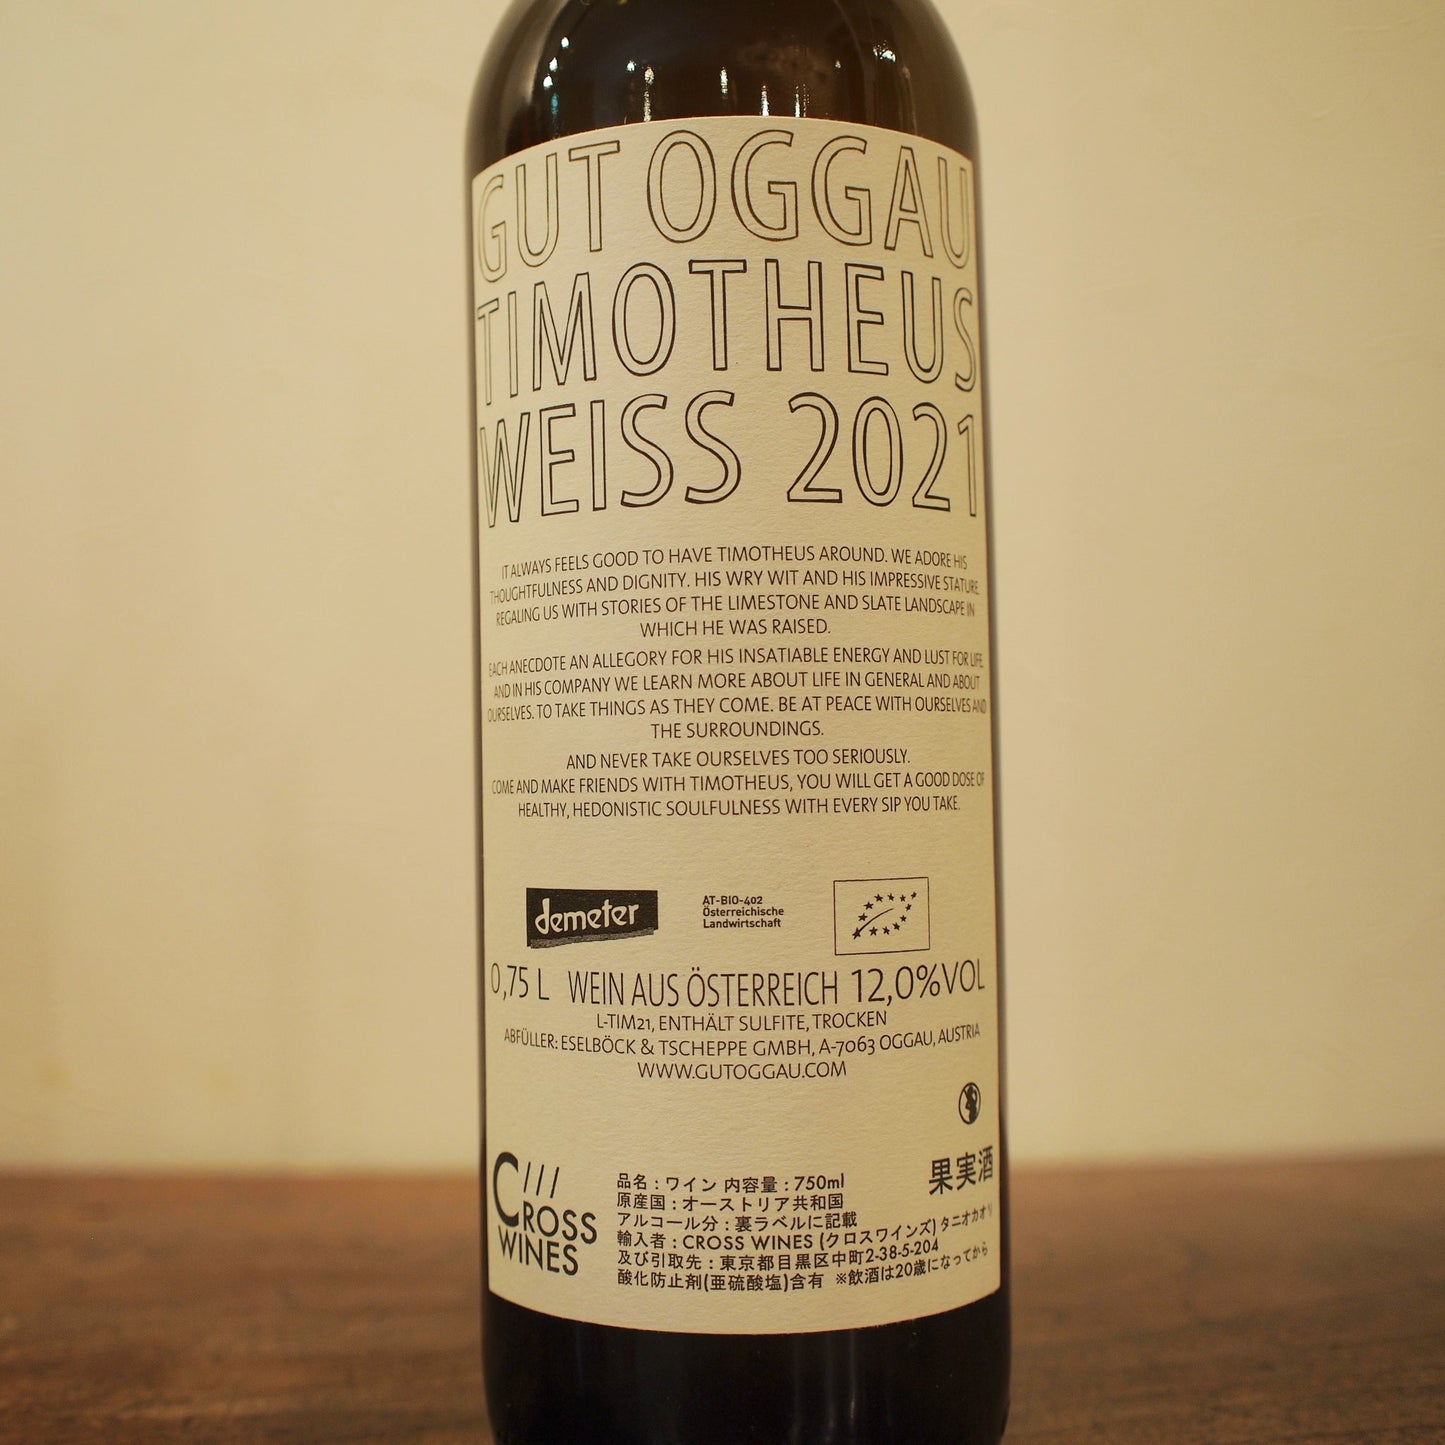 GUT OGGAU
TIMOTHEUS
WEISS 2021
IT ALWAYS FEELS GOOD TO HAVE TIMOTHEUS AROUND. WE ADORE HIS
THOUGHTFULNESS AND DIGNITY. HIS WRY WIT AND HIS IMPRESSIVE STATURE.
REGALING US WITH STORIES OF THE LIMESTONE AND SLATE LANDSCAPE IN
WHICH HE WAS RAISED.
EACH ANECDOTE AN ALLEGORY FOR HIS INSATIABLE ENERGY AND LUST FOR LIFE
AND IN HIS COMPANY WE LEARN MORE ABOUT LIFE IN GENERAL AND ABOUT
OURSELVES. TO TAKE THINGS AS THEY COME. BE AT PEACE WITH OURSELVES AND
THE SURROUNDINGS.
AND NEVER TAKE OURSELVES TOO SERIOUSLY.
COME AND MAKE FRIENDS WITH TIMOTHEUS, YOU WILL GET A GOOD DOSE OF
HEALTHY, HEDONISTIC SOULFULNESS WITH EVERY SIP YOU TAKE.
demeter
AT-BIO-402
Österreichische
Landwirtschaft
0,75 L WEIN AUS ÖSTERREICH 12,0%VOL
L-TIM21, ENTHÄLT SULFITE, TROCKEN
ABFÜLLER: ESELBÖCK & TSCHEPPE GMBH, A-7063 OGGAU, AUSTRIA
WWW.GUTOGGAU.COM
CROSS
WINES
果実酒
品名：ワイン 内容量：750ml
原産国：オーストリア共和国
アルコール分：裏ラベルに記載
輸入者：CROSS WINES (クロスワインズ) タニオカオリ
及び引取先：東京都目黒区中町2-38-5-204
酸化防止剤(亜硫酸塩)含有 ※飲酒は20歳になってから